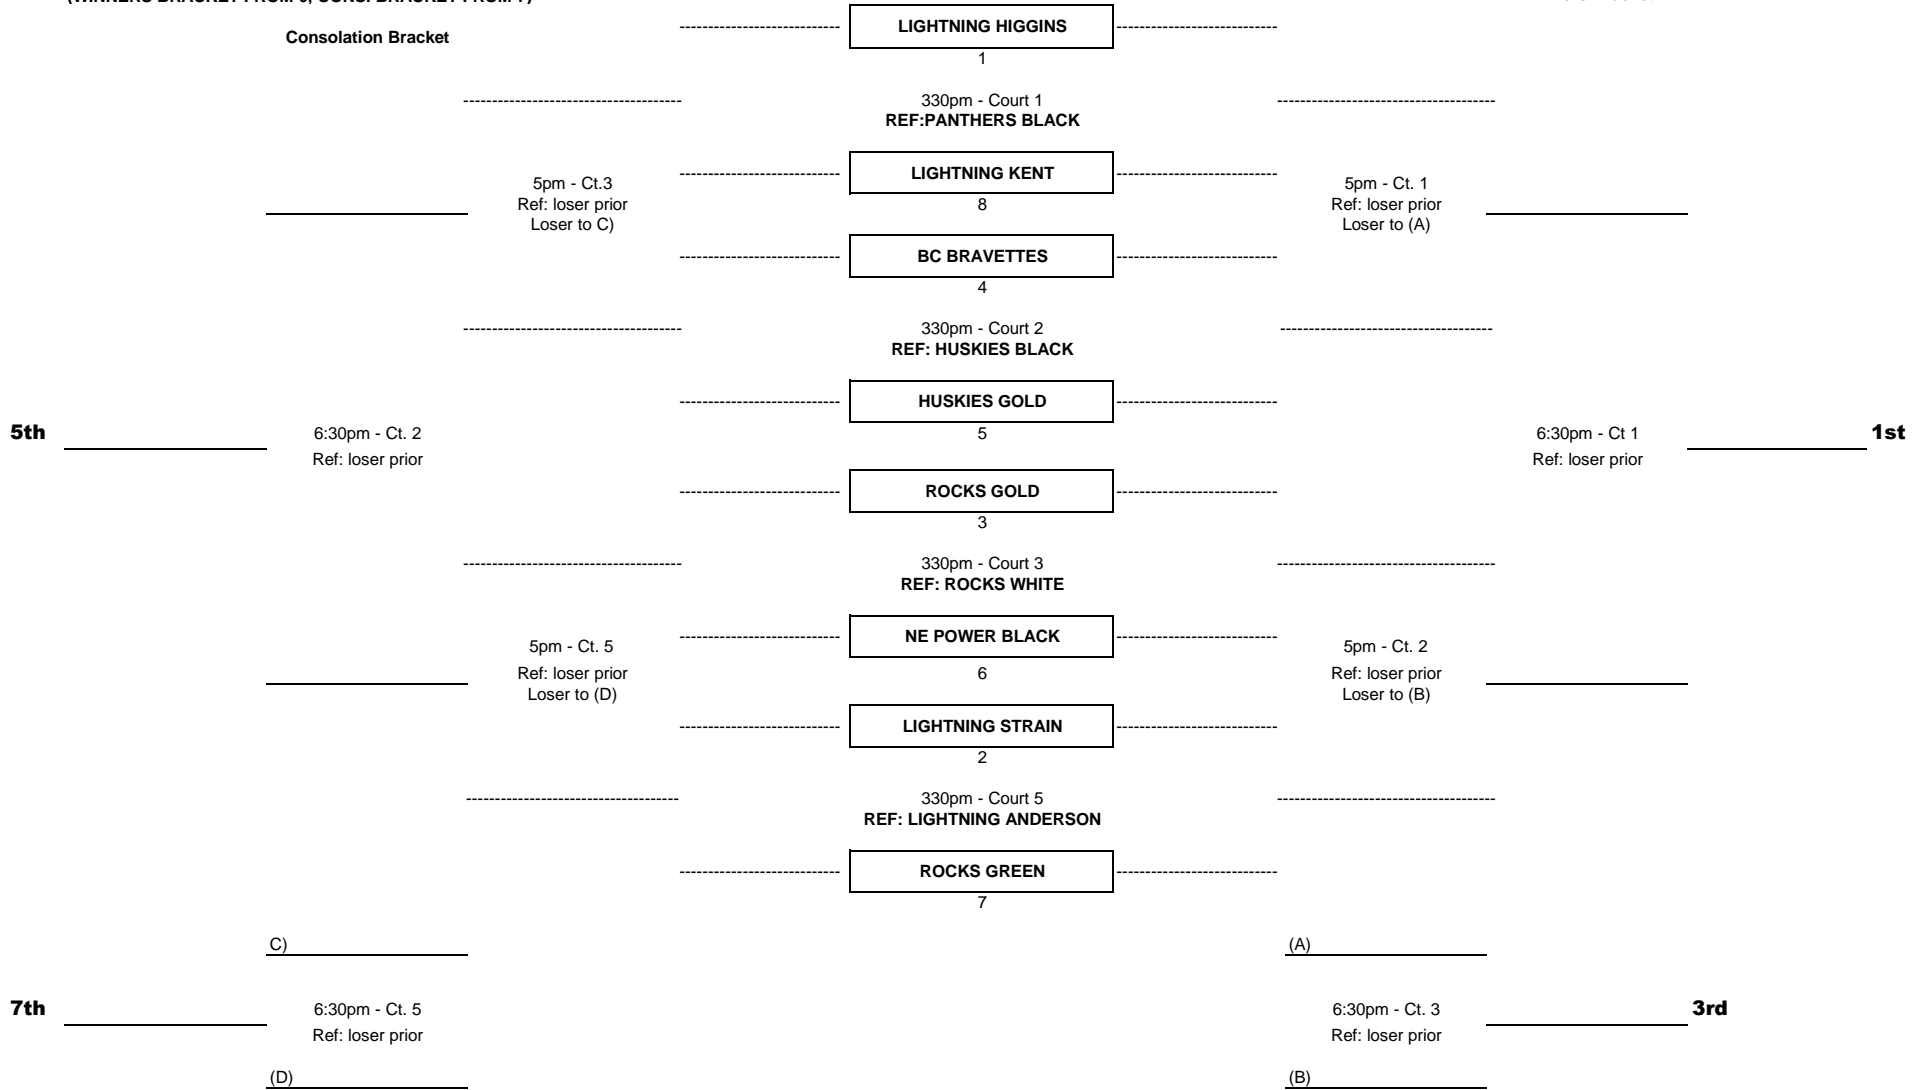 Consolation Bracket
LIGHTNING HIGGINS
1
330pm - Court 1
REF:PANTHERS BLACK
LIGHTNING KENT
8
5pm - Ct.3
Ref: loser prior
Loser to C)
5pm - Ct. 1
Ref: loser prior
Loser to (A)
BC BRAVETTES
4
330pm - Court 2
REF: HUSKIES BLACK
HUSKIES GOLD
5
5th
6:30pm - Ct. 2
Ref: loser prior
6:30pm - Ct 1
Ref: loser prior
1st
ROCKS GOLD
3
330pm - Court 3
REF: ROCKS WHITE
NE POWER BLACK
6
5pm - Ct. 5
Ref: loser prior
Loser to (D)
5pm - Ct. 2
Ref: loser prior
Loser to (B)
LIGHTNING STRAIN
2
330pm - Court 5
REF: LIGHTNING ANDERSON
ROCKS GREEN
7
C)
(A)
7th
6:30pm - Ct. 5
Ref: loser prior
6:30pm - Ct. 3
Ref: loser prior
3rd
(D)
(B)